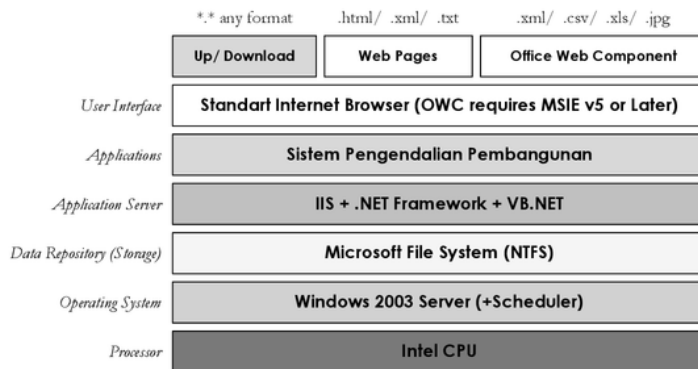 *.* any format .html/ .xml/ .txt .xml/ .csv/ .xls/ .jpg
Up/ Download Web Pages Office Web Component
User Interface Standart Internet Browser (OWC requires MSIE v5 or Later)
Applications Sistem Pengendalian Pembangunan
Application Server IIS + .NET Framework + VB.NET
Data Repository (Storage) Microsoft File System (NTFS)
Operating System Windows 2003 Server (+Scheduler)
Processor Intel CPU